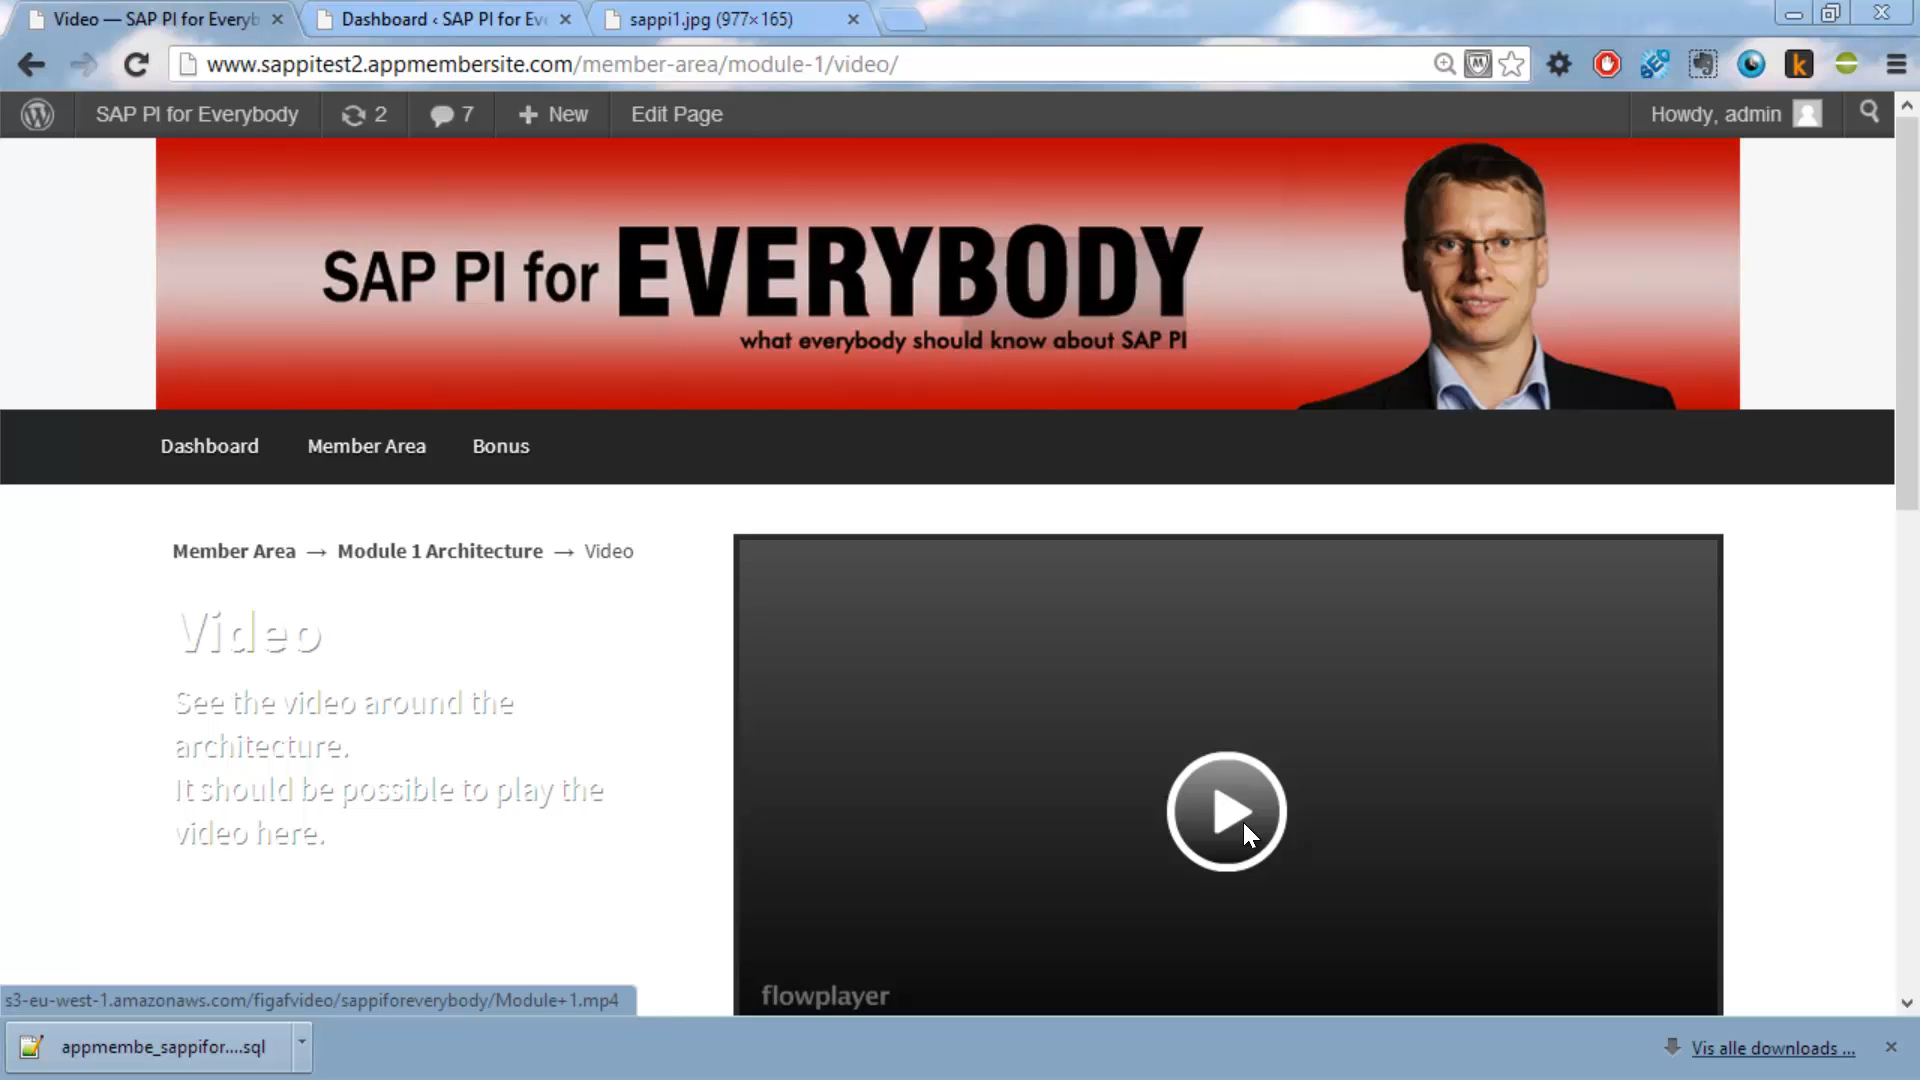 Video — SAP PI for Everyb
Dashboard ‹ SAP PI for Eve
sappi1.jpg (977×165)
www.sappitest2.appmembersite.com/member-area/module-1/video/
SAP PI for Everybody
2
7
+ New
Edit Page
Howdy, admin
SAP PI for EVERYBODY
what everybody should know about SAP PI
Dashboard
Member Area
Bonus
Member Area → Module 1 Architecture → Video
Video
See the video around the
architecture.
It should be possible to play the
video here.
flowplayer
s3-eu-west-1.amazonaws.com/figafvideo/sappiforeverybody/Module+1.mp4
appmembe_sappifor....sql
Vis alle downloads ...